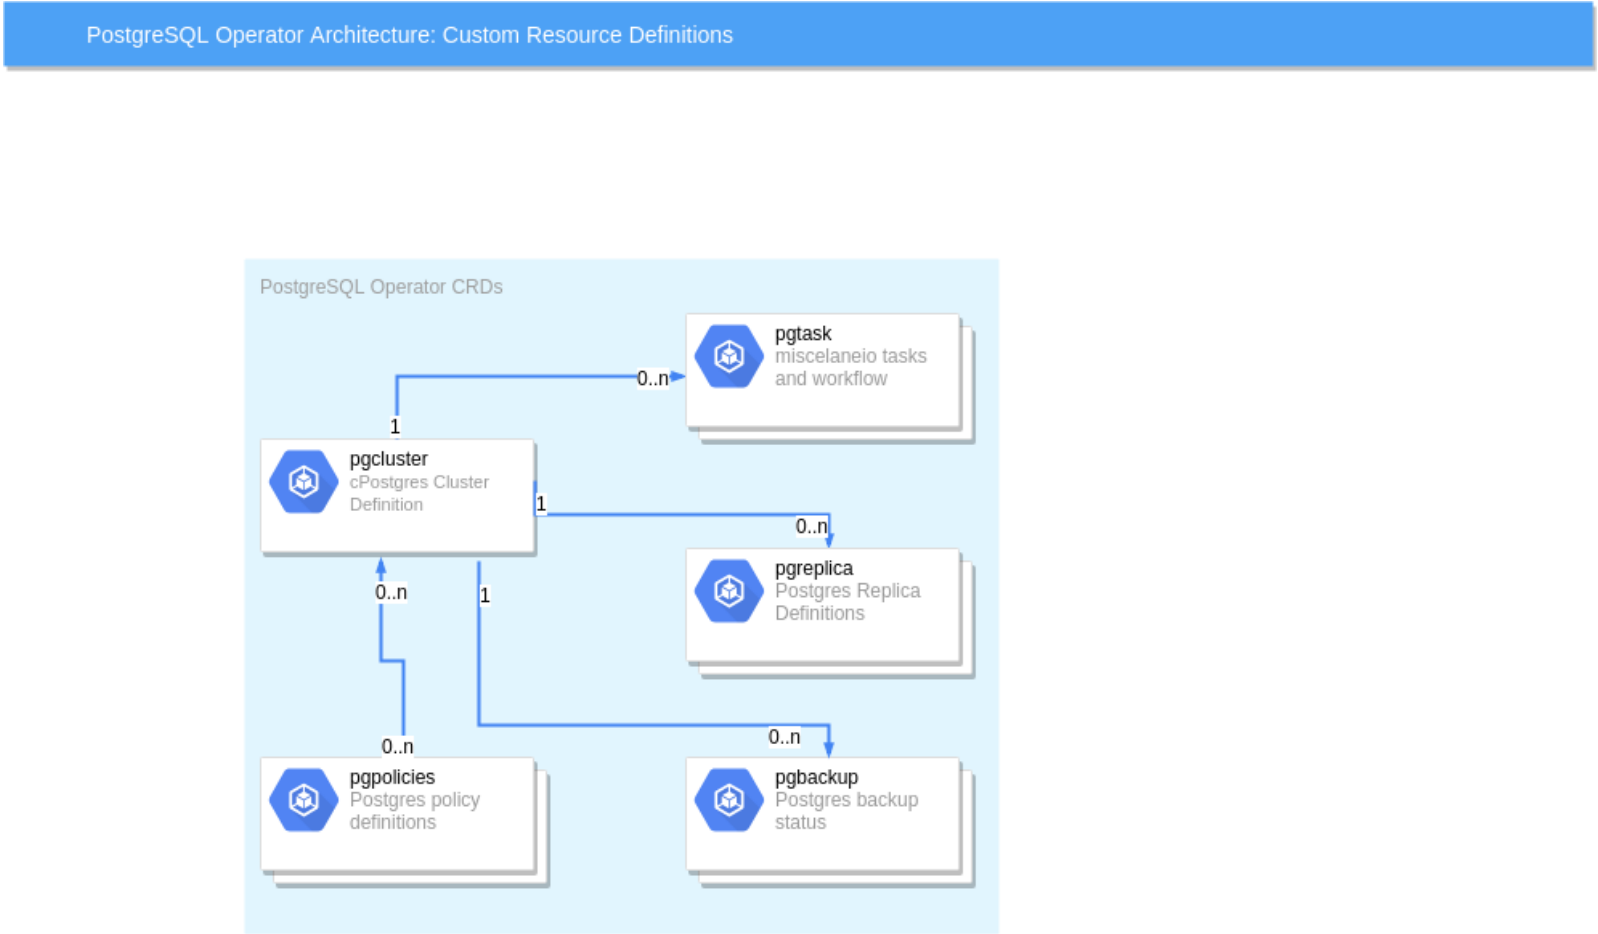 PostgreSQL Operator Architecture: Custom Resource Definitions
PostgreSQL Operator CRDs
pgtask
miscelaneio tasks
and workflow
0..n
1
pgcluster
cPostgres Cluster
Definition
1
0..n
pgreplica
Postgres Replica
Definitions
0..n
1
0..n
0..n
pgpolicies
Postgres policy
definitions
pgbackup
Postgres backup
status